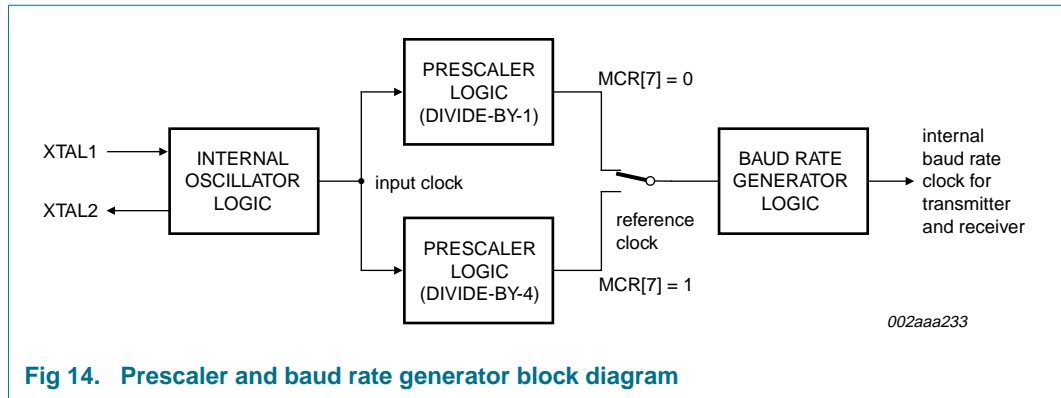 XTAL1
XTAL2
INTERNAL
OSCILLATOR
LOGIC
input clock
PRESCALER
LOGIC
(DIVIDE-BY-1)
MCR[7] = 0
PRESCALER
LOGIC
(DIVIDE-BY-4)
MCR[7] = 1
reference
clock
BAUD RATE
GENERATOR
LOGIC
internal
baud rate
clock for
transmitter
and receiver
002aaa233
Fig 14. Prescaler and baud rate generator block diagram